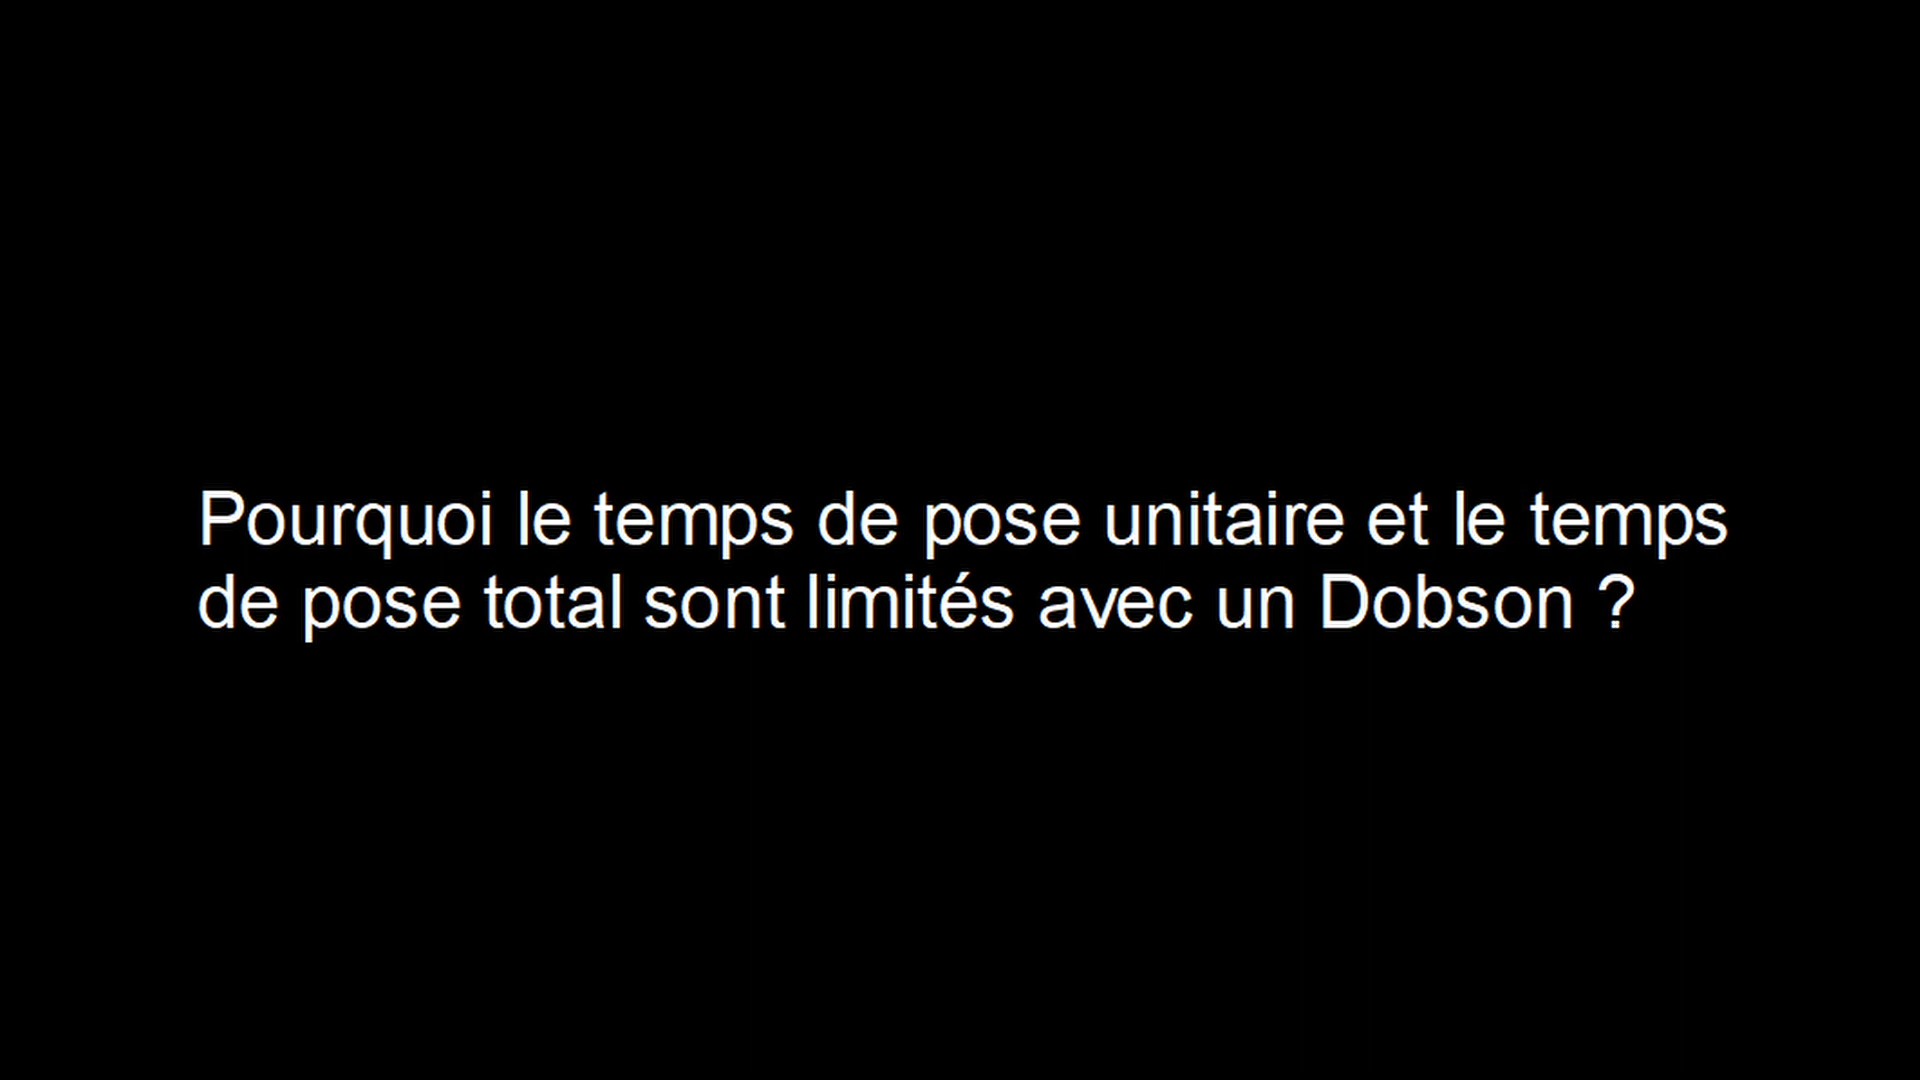 Pourquoi le temps de pose unitaire et le temps
de pose total sont limités avec un Dobson ?